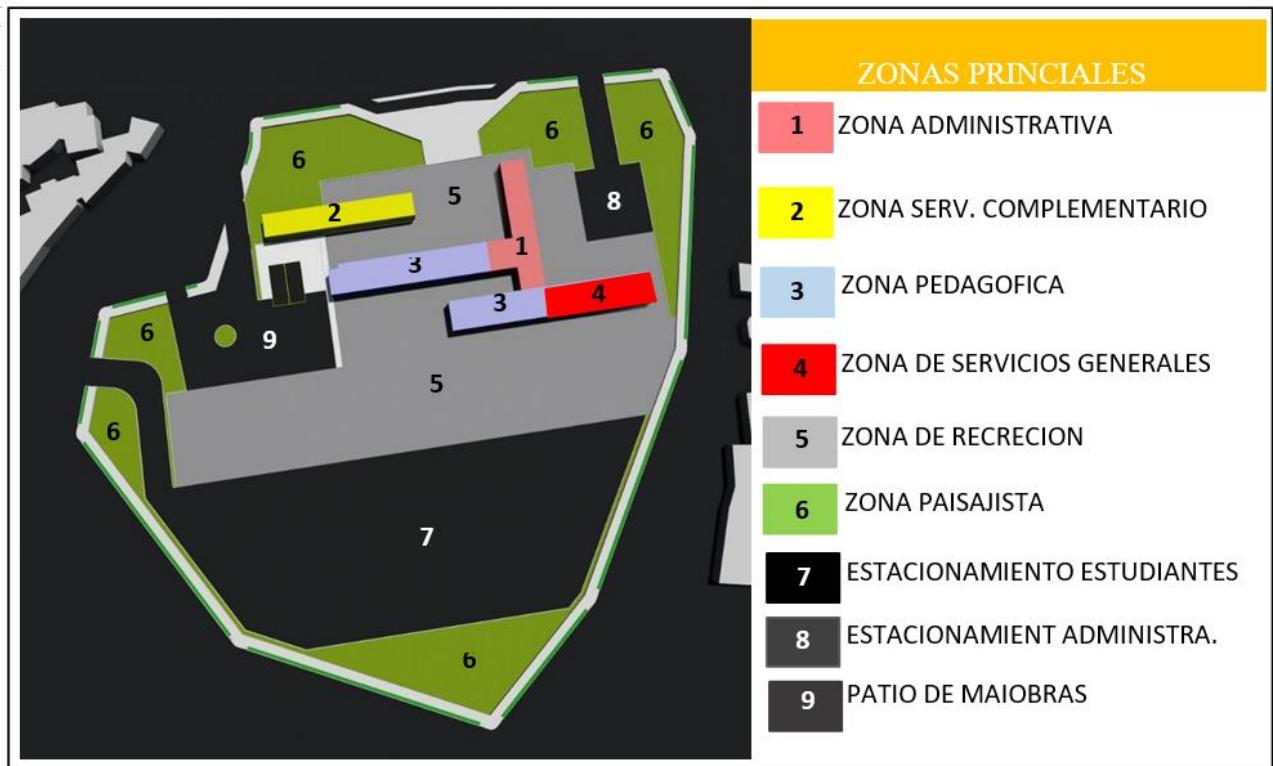 ZONAS PRINCIALES
1 ZONA ADMINISTRATIVA
2 ZONA SERV. COMPLEMENTARIO
3 ZONA PEDAGOFICA
4 ZONA DE SERVICIOS GENERALES
5 ZONA DE RECRECION
6 ZONA PAISAJISTA
7 ESTACIONAMIENTO ESTUDIANTES
8 ESTACIONAMIENT ADMINISTRA.
9 PATIO DE MAIOBRAS
6
6
6
5
8
2
1
3
3
4
6
9
5
6
7
6